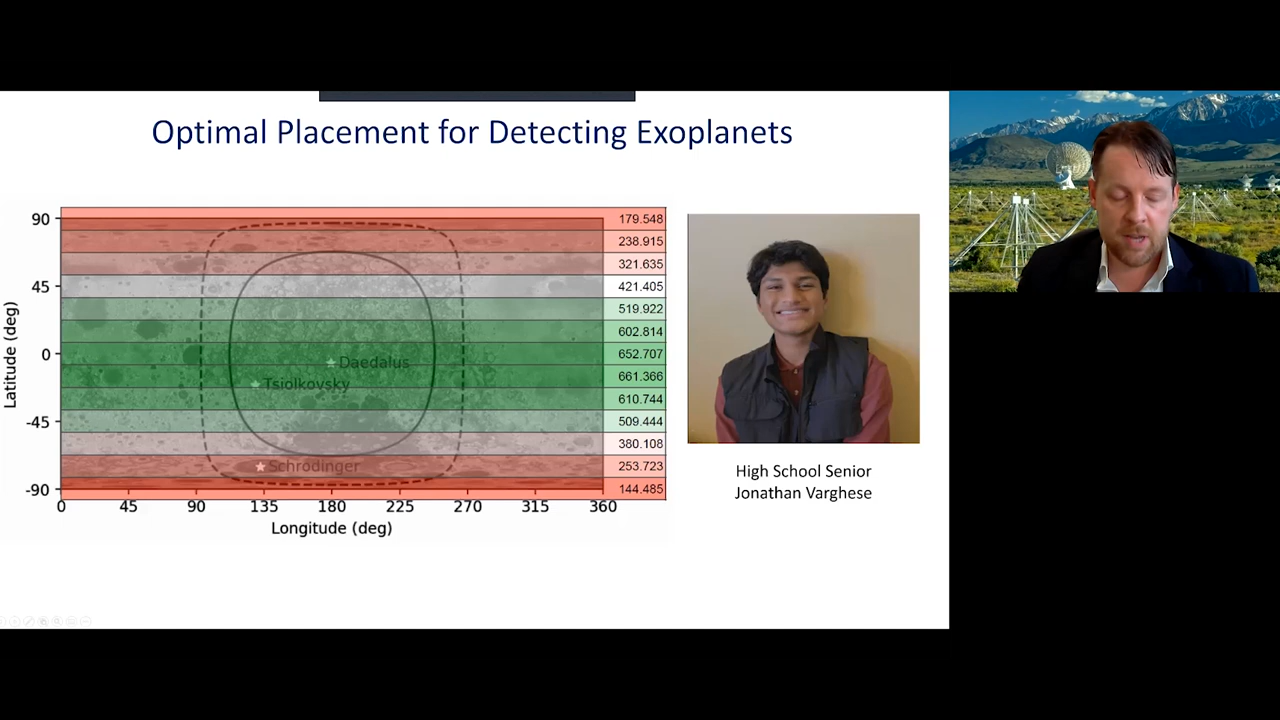 Optimal Placement for Detecting Exoplanets
90
45
0
-45
-90
Latitude (deg)
179.548
238.915
321.635
421.405
519.922
602.814
652.707
661.366
610.744
509.444
380.108
253.723
144.485
Daedalus
Tsiolkovsky
Schrodinger
0 45 90 135 180 225 270 315 360
Longitude (deg)
High School Senior
Jonathan Varghese